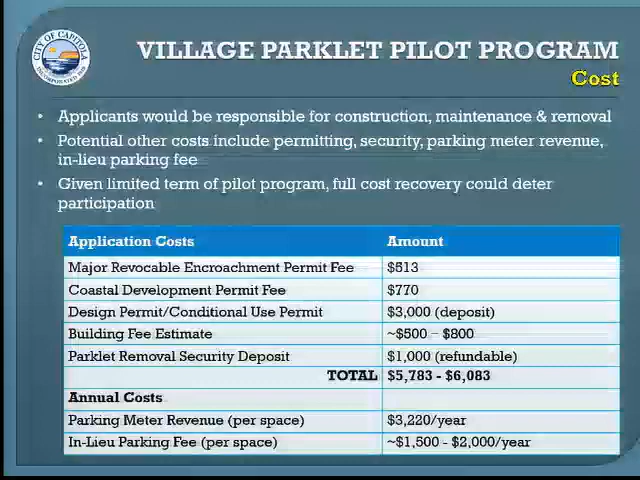 CITY OF CAPITOLA
INCORPORATED 1949
VILLAGE PARKLET PILOT PROGRAM
Cost
• Applicants would be responsible for construction, maintenance & removal
• Potential other costs include permitting, security, parking meter revenue,
in-lieu parking fee
• Given limited term of pilot program, full cost recovery could deter
participation
Application Costs Amount
Major Revocable Encroachment Permit Fee $513
Coastal Development Permit Fee $770
Design Permit/Conditional Use Permit $3,000 (deposit)
Building Fee Estimate ~$500 – $800
Parklet Removal Security Deposit $1,000 (refundable)
TOTAL $5,783 - $6,083
Annual Costs
Parking Meter Revenue (per space) $3,220/year
In-Lieu Parking Fee (per space) ~$1,500 - $2,000/year